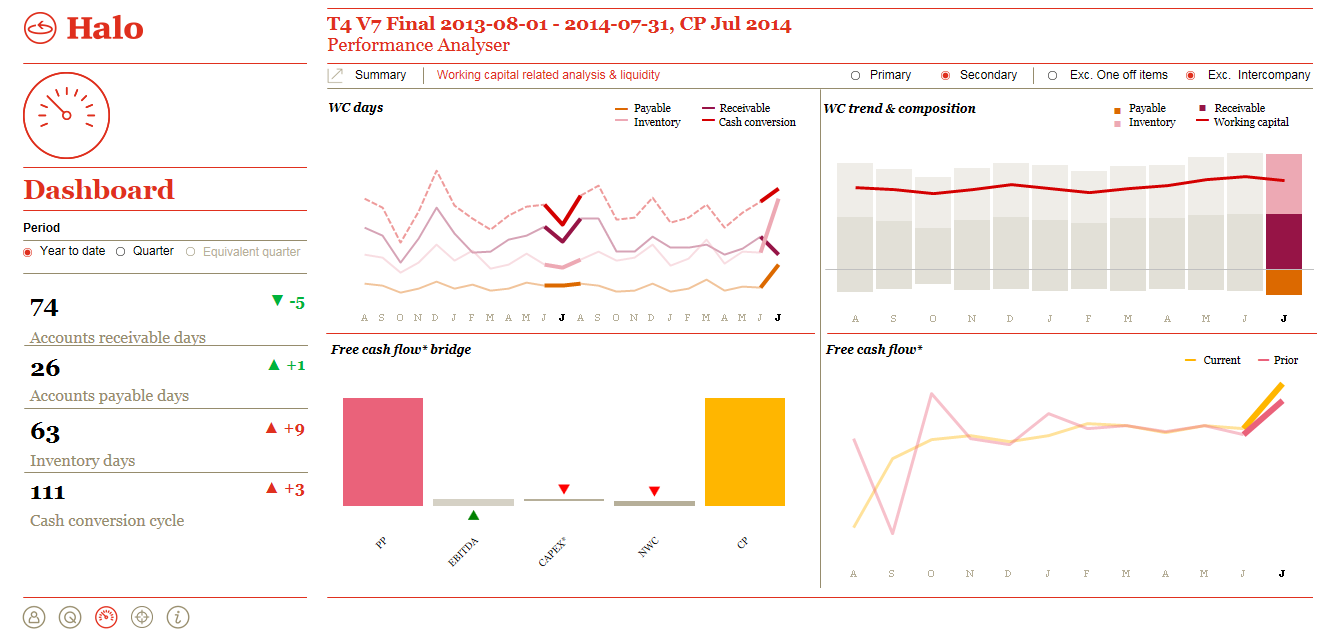 Halo
T4 V7 Final 2013-08-01 - 2014-07-31, CP Jul 2014
Performance Analyser
Summary Working capital related analysis & liquidity Primary Secondary Exc. One off items Exc. Intercompany
Dashboard
Period
Year to date Quarter Equivalent quarter
74 -5
Accounts receivable days
26 +1
Accounts payable days
63 +9
Inventory days
111 +3
Cash conversion cycle
WC days
Payable Receivable
Inventory Cash conversion
A S O N D J F M A M J J A S O N D J F M A M J J
WC trend & composition
Payable Receivable
Inventory Working capital
A S O N D J F M A M J J
Free cash flow* bridge
PP EBITDA CAPEX* NWC CP
Free cash flow*
Current Prior
A S O N D J F M A M J J